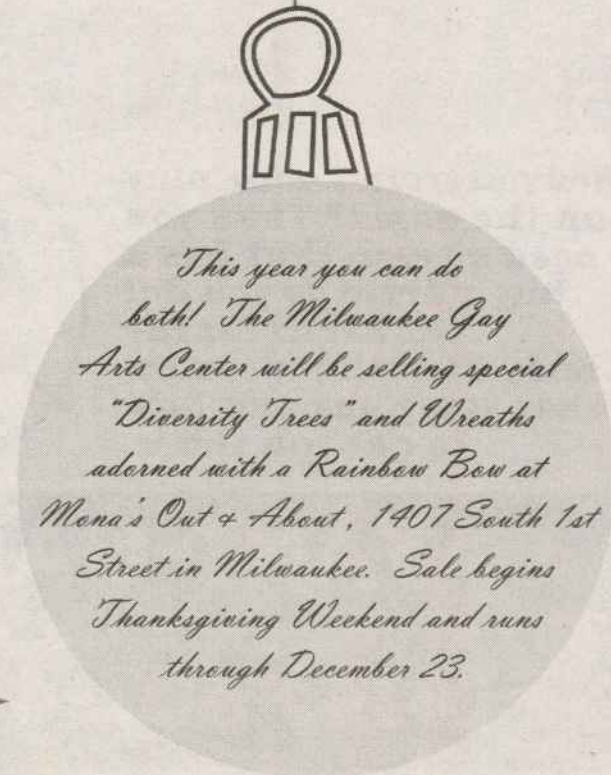 This year you can do
both! The Milwaukee Gay
Arts Center will be selling special
"Diversity Trees" and Wreaths
adorned with a Rainbow Bow at
Mona's Out & About, 1407 South 1st
Street in Milwaukee. Sale begins
Thanksgiving Weekend and runs
through December 23.